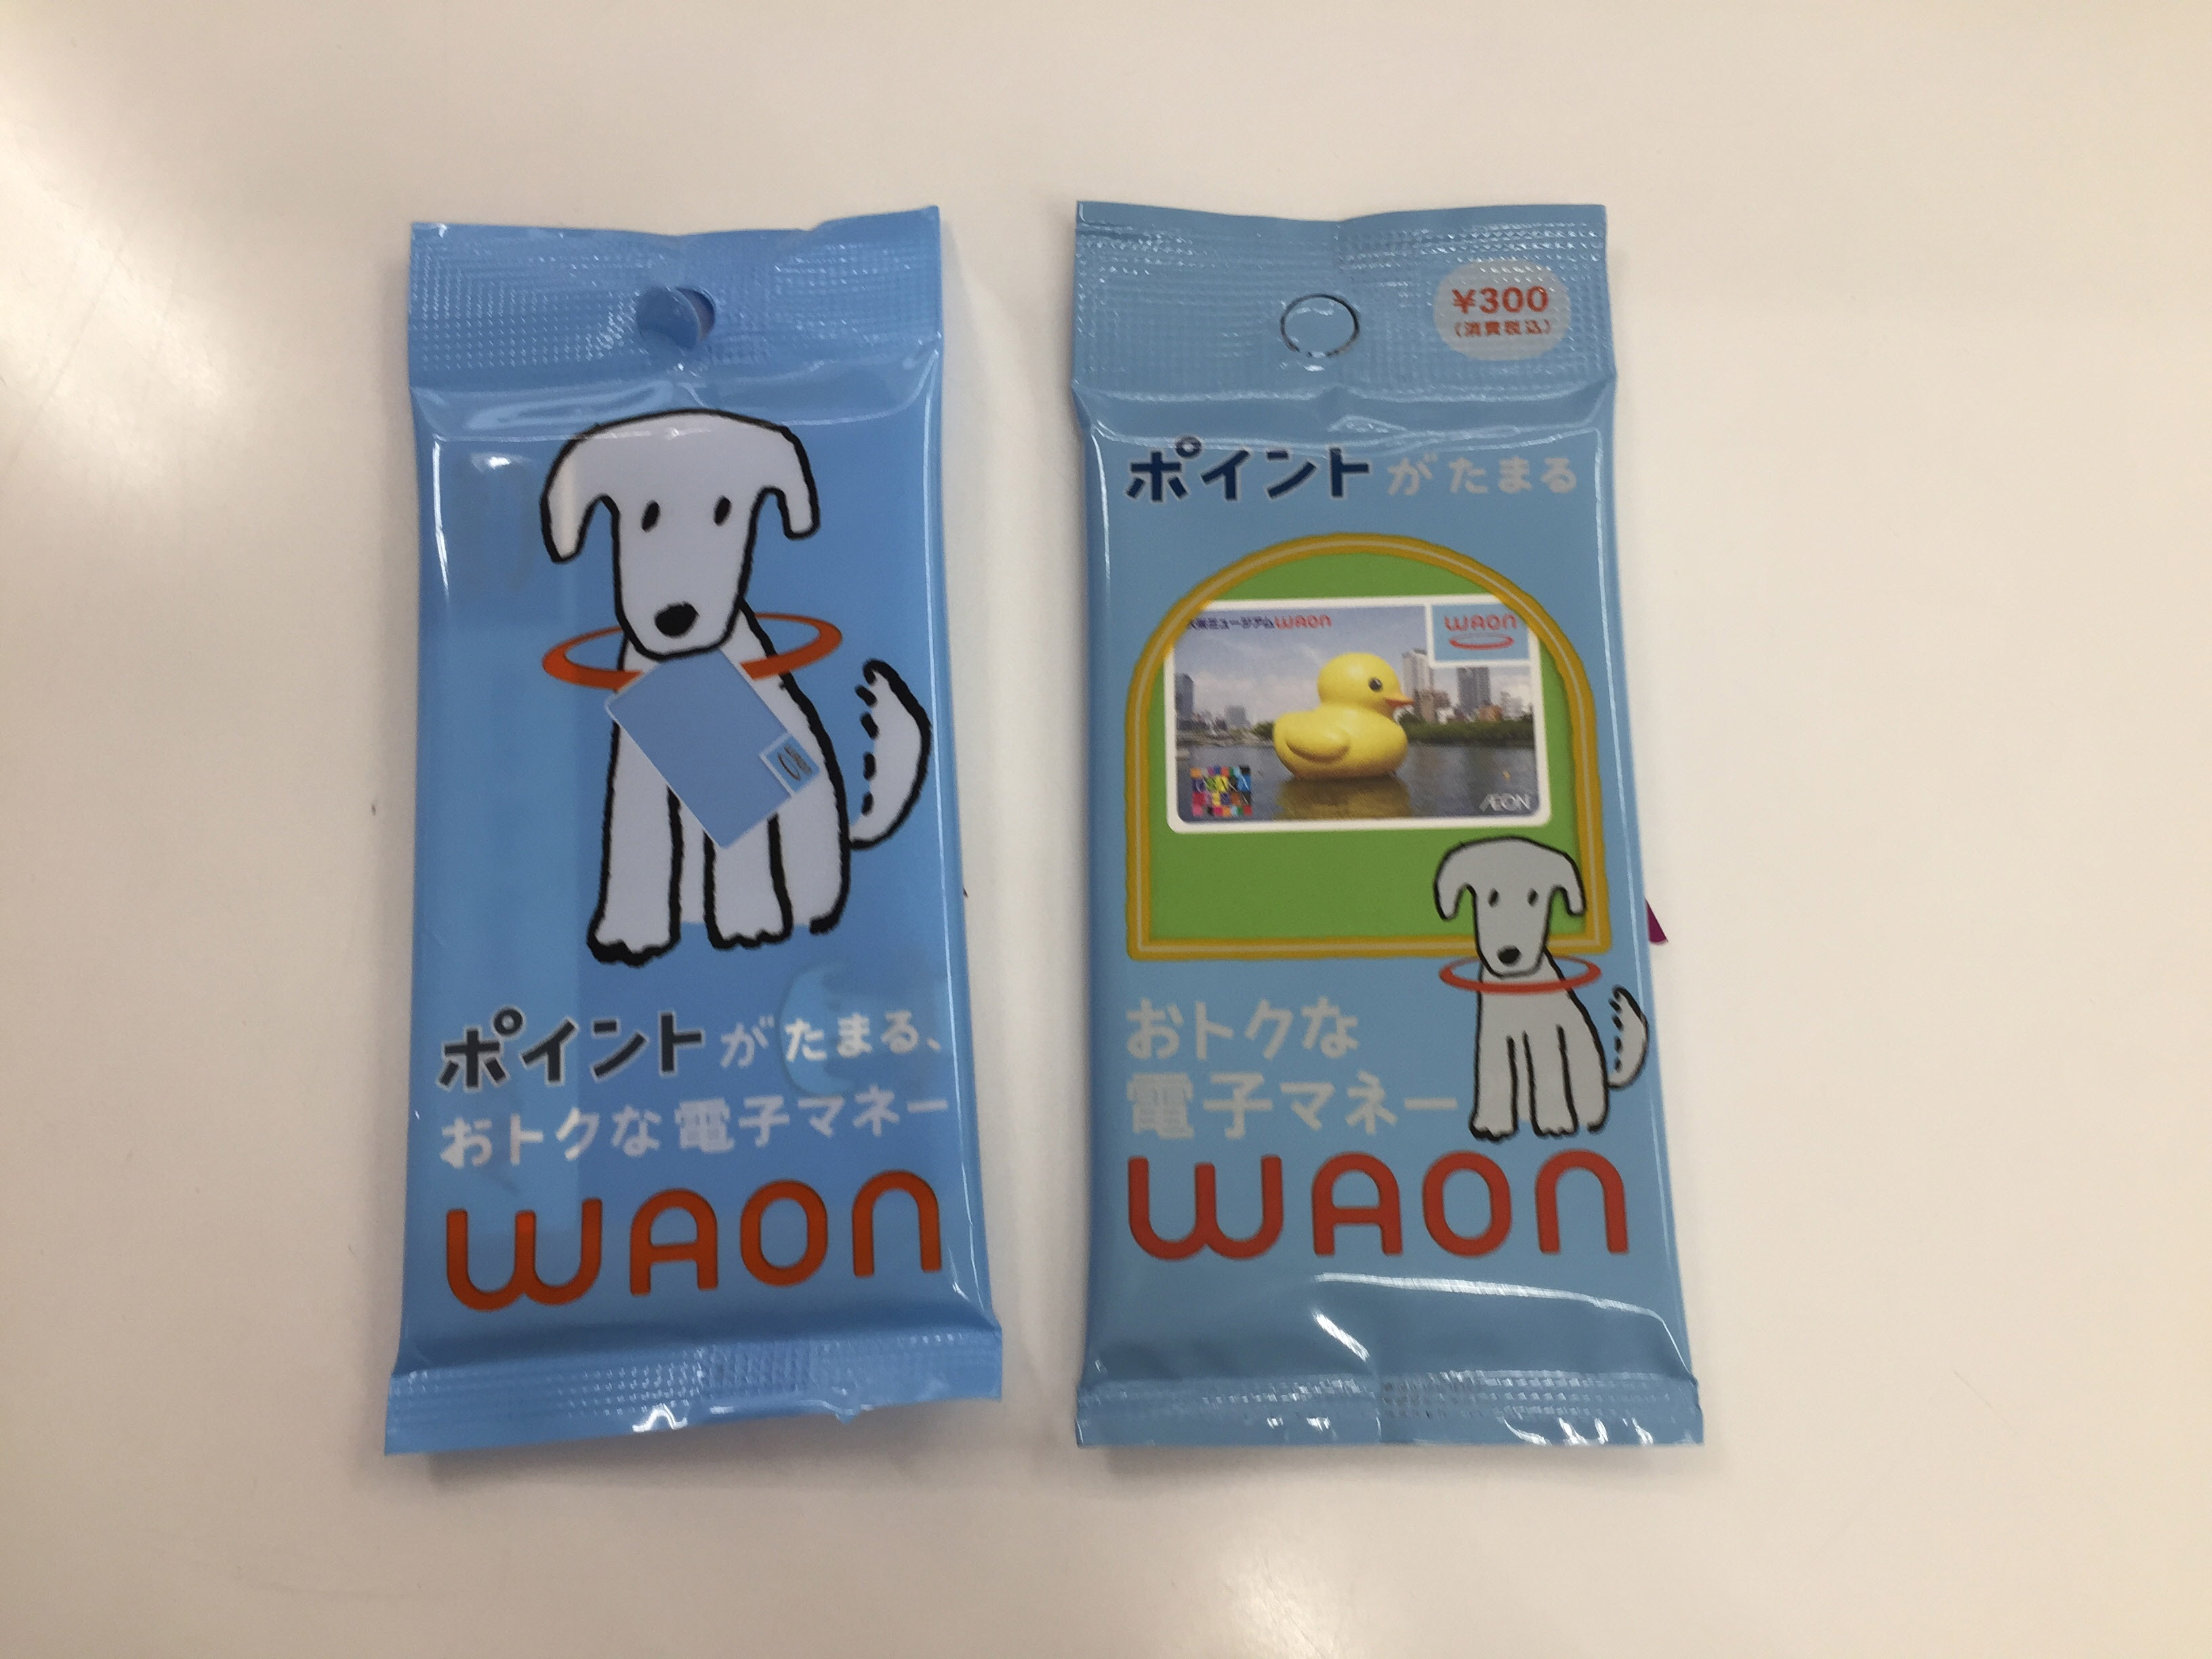 ポイントがたまる、
おトクな電子マネー
WAON
¥300
(消費税込)
ポイントがたまる
ミュージアムWAON
WAON
OSAKA
AEON
おトクな
電子マネー
WAON